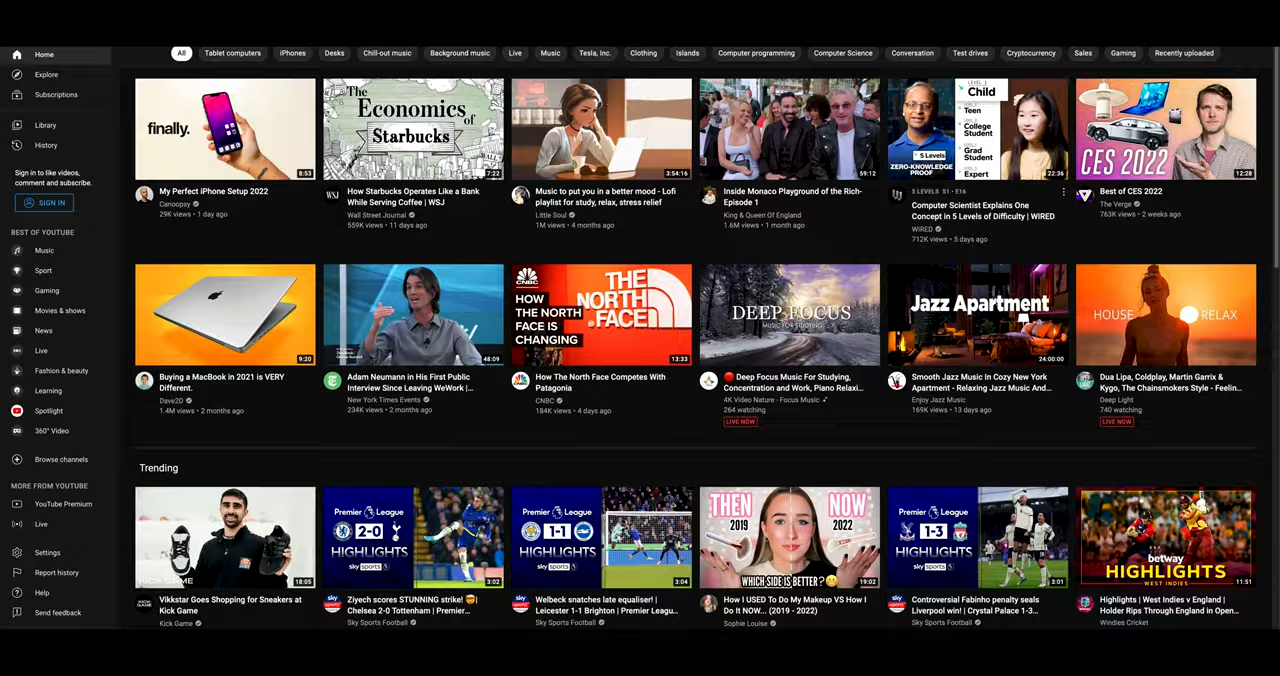 Home
All
Tablet computers
iPhones
Desks
Chill-out music
Background music
Live
Music
Tesla, Inc.
Clothing
Islands
Computer programming
Computer Science
Conversation
Test drives
Cryptocurrency
Sales
Gaming
Recently uploaded
Explore
Subscriptions
Library
History
Sign in to like videos,
comment and subscribe.
SIGN IN
BEST OF YOUTUBE
Music
Sport
Gaming
Movies & shows
News
Live
Fashion & beauty
Learning
Spotlight
360° Video
Browse channels
MORE FROM YOUTUBE
YouTube Premium
Live
Settings
Report history
Help
Send feedback
finally.
8:53
My Perfect iPhone Setup 2022
Canoopsy
29K views • 1 day ago
The
Economics
of
Starbucks
7:22
WSJ
How Starbucks Operates Like a Bank
While Serving Coffee | WSJ
Wall Street Journal
559K views • 11 days ago
3:54:16
Music to put you in a better mood - Lofi
playlist for study, relax, stress relief
Little Soul
1M views • 4 months ago
59:12
Inside Monaco Playground of the Rich-
Episode 1
King & Queen Of England
1.6M views • 1 month ago
Child
Teen
College
Student
Grad
Student
Expert
5 Levels
ZERO-KNOWLEDGE
PROOF
22:36
5 LEVELS S1 • E16
Computer Scientist Explains One
Concept in 5 Levels of Difficulty | WIRED
WIRED
712K views • 5 days ago
CES 2022
12:28
Best of CES 2022
The Verge
763K views • 2 weeks ago
9:20
Buying a MacBook in 2021 is VERY
Different.
Dave2D
1.4M views • 2 months ago
48:09
Adam Neumann in His First Public
Interview Since Leaving WeWork |...
New York Times Events
234K views • 2 months ago
CNBC
HOW
THE NORTH
FACE IS
CHANGING
THE
NORTH
FACE
13:33
How The North Face Competes With
Patagonia
CNBC
184K views • 4 days ago
DEEP FOCUS
MUSIC FOR STUDYING
🔴 Deep Focus Music For Studying,
Concentration and Work, Piano Relaxi...
4K Video Nature - Focus Music
264 watching
LIVE NOW
Jazz Apartment
24:00:00
Smooth Jazz Music In Cozy New York
Apartment - Relaxing Jazz Music And...
Enjoy Jazz Music
169K views • 13 days ago
HOUSE RELAX
Dua Lipa, Coldplay, Martin Garrix &
Kygo, The Chainsmokers Style - Feelin...
Deep Light
740 watching
LIVE NOW
Trending
KICK GAME
18:05
Vikkstar Goes Shopping for Sneakers at
Kick Game
Kick Game
Premier League
2-0
HIGHLIGHTS
sky sports
3:02
Ziyech scores STUNNING strike! 🤯|
Chelsea 2-0 Tottenham | Premier...
Sky Sports Football
Premier League
1-1
HIGHLIGHTS
sky sports
3:04
Welbeck snatches late equaliser! |
Leicester 1-1 Brighton | Premier Leagu...
Sky Sports Football
THEN
2019
NOW
2022
WHICH SIDE IS BETTER?
19:02
How I USED To Do My Makeup VS How I
Do It NOW... (2019 - 2022)
Sophie Louise
Premier League
1-3
HIGHLIGHTS
sky sports
3:01
Controversial Fabinho penalty seals
Liverpool win! | Crystal Palace 1-3...
Sky Sports Football
betway
HIGHLIGHTS
WEST INDIES
11:51
Highlights | West Indies v England |
Holder Rips Through England in Open...
Windies Cricket